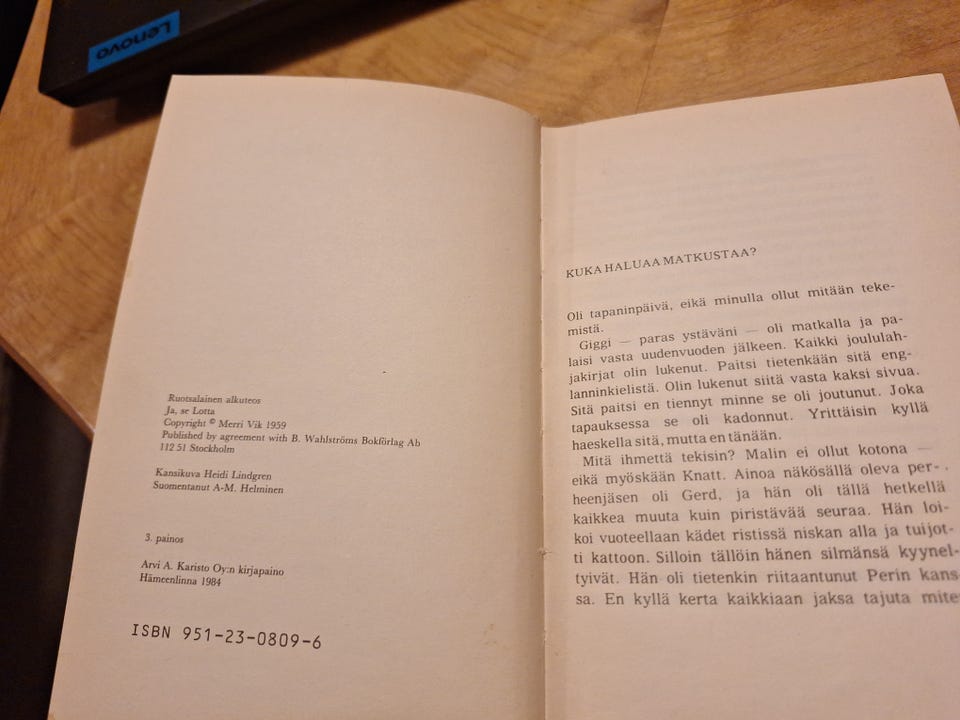 Lenovo
Ruotsalainen alkuteos
Ja, se Lotta
Copyright © Merri Vik 1959
Published by agreement with B. Wahlströms Bokförlag Ab
112 51 Stockholm
Kansikuva Heidi Lindgren
Suomentanut A-M. Helminen
3. painos
Arvi A. Karisto Oy:n kirjapaino
Hämeenlinna 1984
ISBN 951-23-0809-6
KUKA HALUAA MATKUSTAA?
Oli tapaninpäivä, eikä minulla ollut mitään teke-
mistä.
Giggi — paras ystäväni — oli matkalla ja pa-
laisi vasta uudenvuoden jälkeen. Kaikki joululah-
jakirjat olin lukenut. Paitsi tietenkään sitä eng-
lanninkielistä. Olin lukenut siitä vasta kaksi sivua.
Sitä paitsi en tiennyt minne se oli joutunut. Joka
tapauksessa se oli kadonnut. Yrittäisin kyllä
haeskella sitä, mutta en tänään.
Mitä ihmettä tekisin? Malin ei ollut kotona —
eikä myöskään Knatt. Ainoa näkösällä oleva per-
heenjäsen oli Gerd, ja hän oli tällä hetkellä
kaikkea muuta kuin piristävää seuraa. Hän loi-
koi vuoteellaan kädet ristissä niskan alla ja tuijot-
ti kattoon. Silloin tällöin hänen silmänsä kyynel-
tyivät. Hän oli tietenkin riitaantunut Perin kans
sa. En kyllä kerta kaikkiaan jaksa tajuta mite